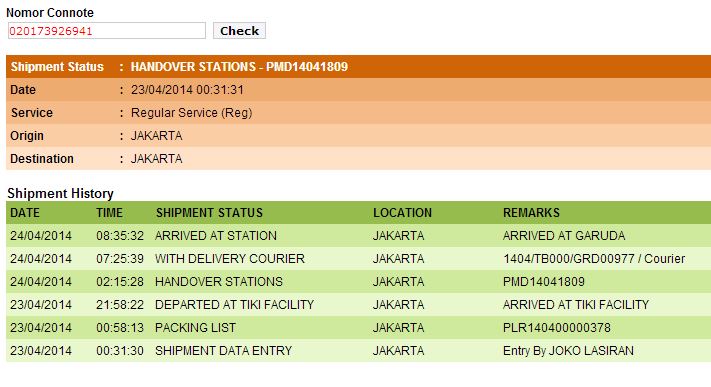 Nomor Connote
020173926941 Check
Shipment Status : HANDOVER STATIONS - PMD14041809
Date : 23/04/2014 00:31:31
Service : Regular Service (Reg)
Origin : JAKARTA
Destination : JAKARTA
Shipment History
DATE TIME SHIPMENT STATUS LOCATION REMARKS
24/04/2014 08:35:32 ARRIVED AT STATION JAKARTA ARRIVED AT GARUDA
24/04/2014 07:25:39 WITH DELIVERY COURIER JAKARTA 1404/TB000/GRD00977 / Courier
24/04/2014 02:15:28 HANDOVER STATIONS JAKARTA PMD14041809
23/04/2014 21:58:22 DEPARTED AT TIKI FACILITY JAKARTA ARRIVED AT TIKI FACILITY
23/04/2014 00:58:13 PACKING LIST JAKARTA PLR140400000378
23/04/2014 00:31:30 SHIPMENT DATA ENTRY JAKARTA Entry By JOKO LASIRAN